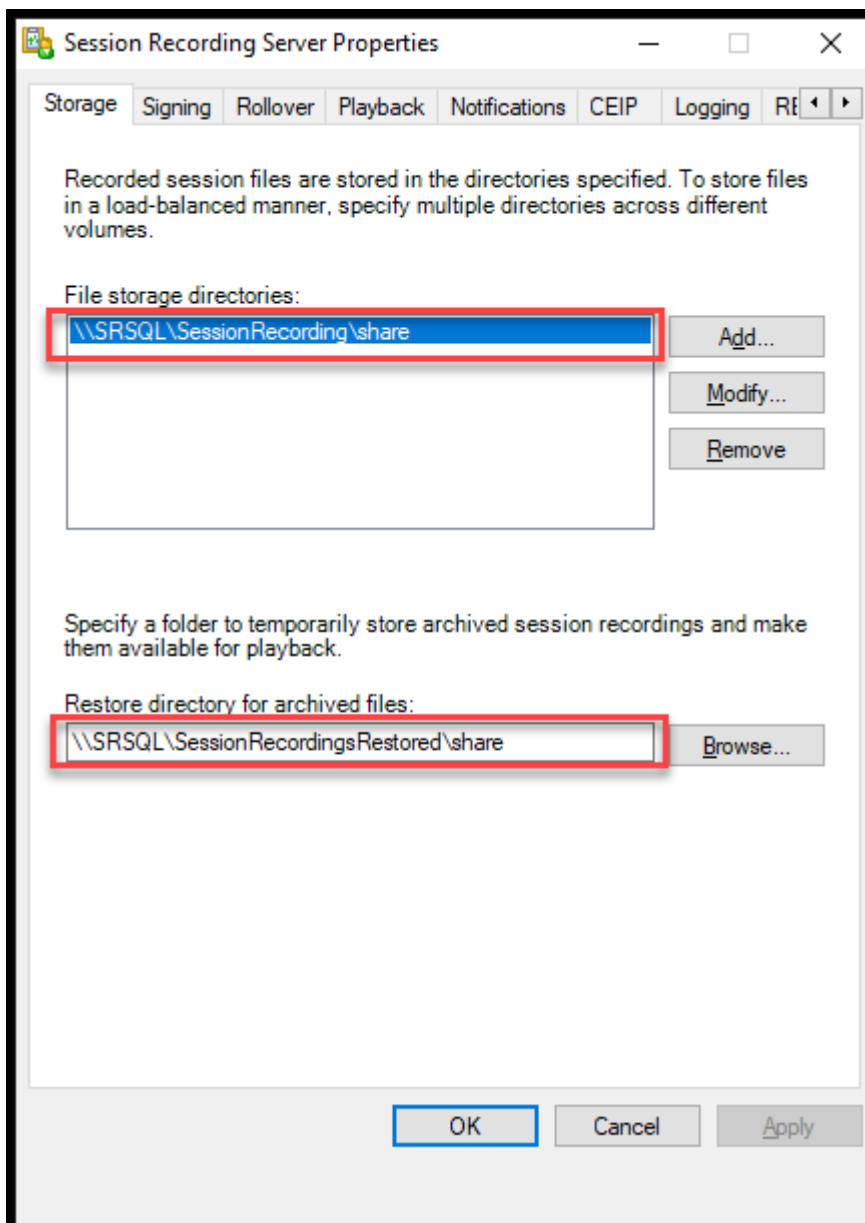 Session Recording Server Properties
Storage Signing Rollover Playback Notifications CEIP Logging
Recorded session files are stored in the directories specified. To store files
in a load-balanced manner, specify multiple directories across different
volumes.
File storage directories:
\\SRSQL\SessionRecording\share
Add...
Modify...
Remove
Specify a folder to temporarily store archived session recordings and make
them available for playback.
Restore directory for archived files:
\\SRSQL\SessionRecordingsRestored\share
Browse...
OK Cancel Apply